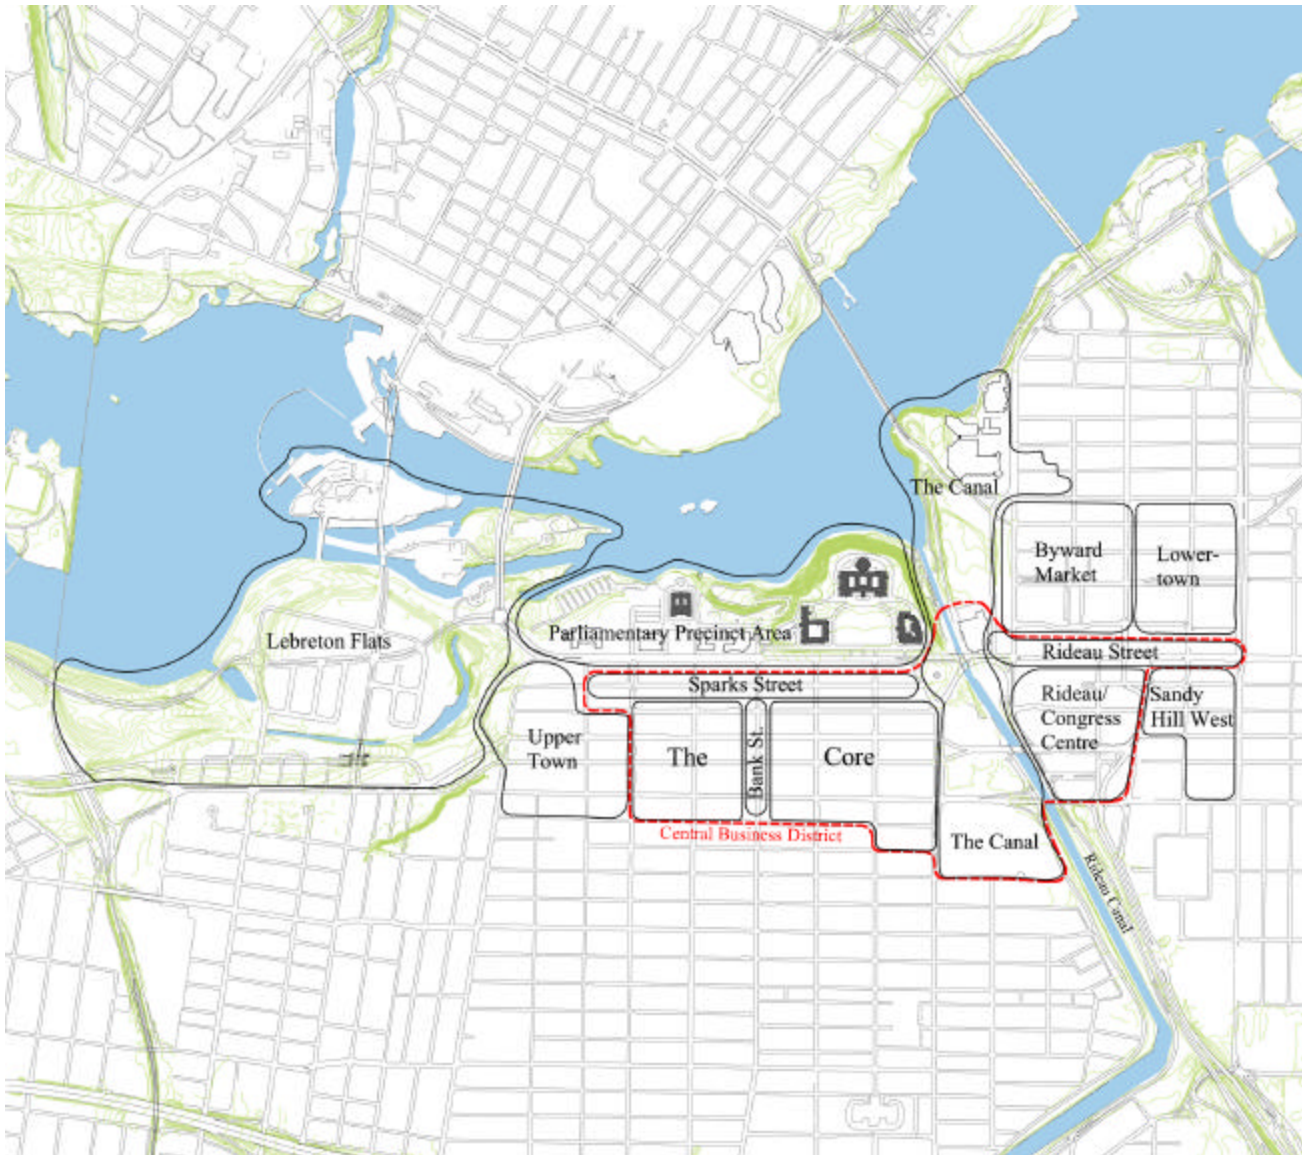 The Canal
Byward
Market
Lower-
town
Lebreton Flats
Parliamentary Precinct Area
Rideau Street
Sparks Street
Rideau/
Congress
Centre
Sandy
Hill West
Upper
Town
The
Bank St.
Core
Central Business District
The Canal
Rideau Canal